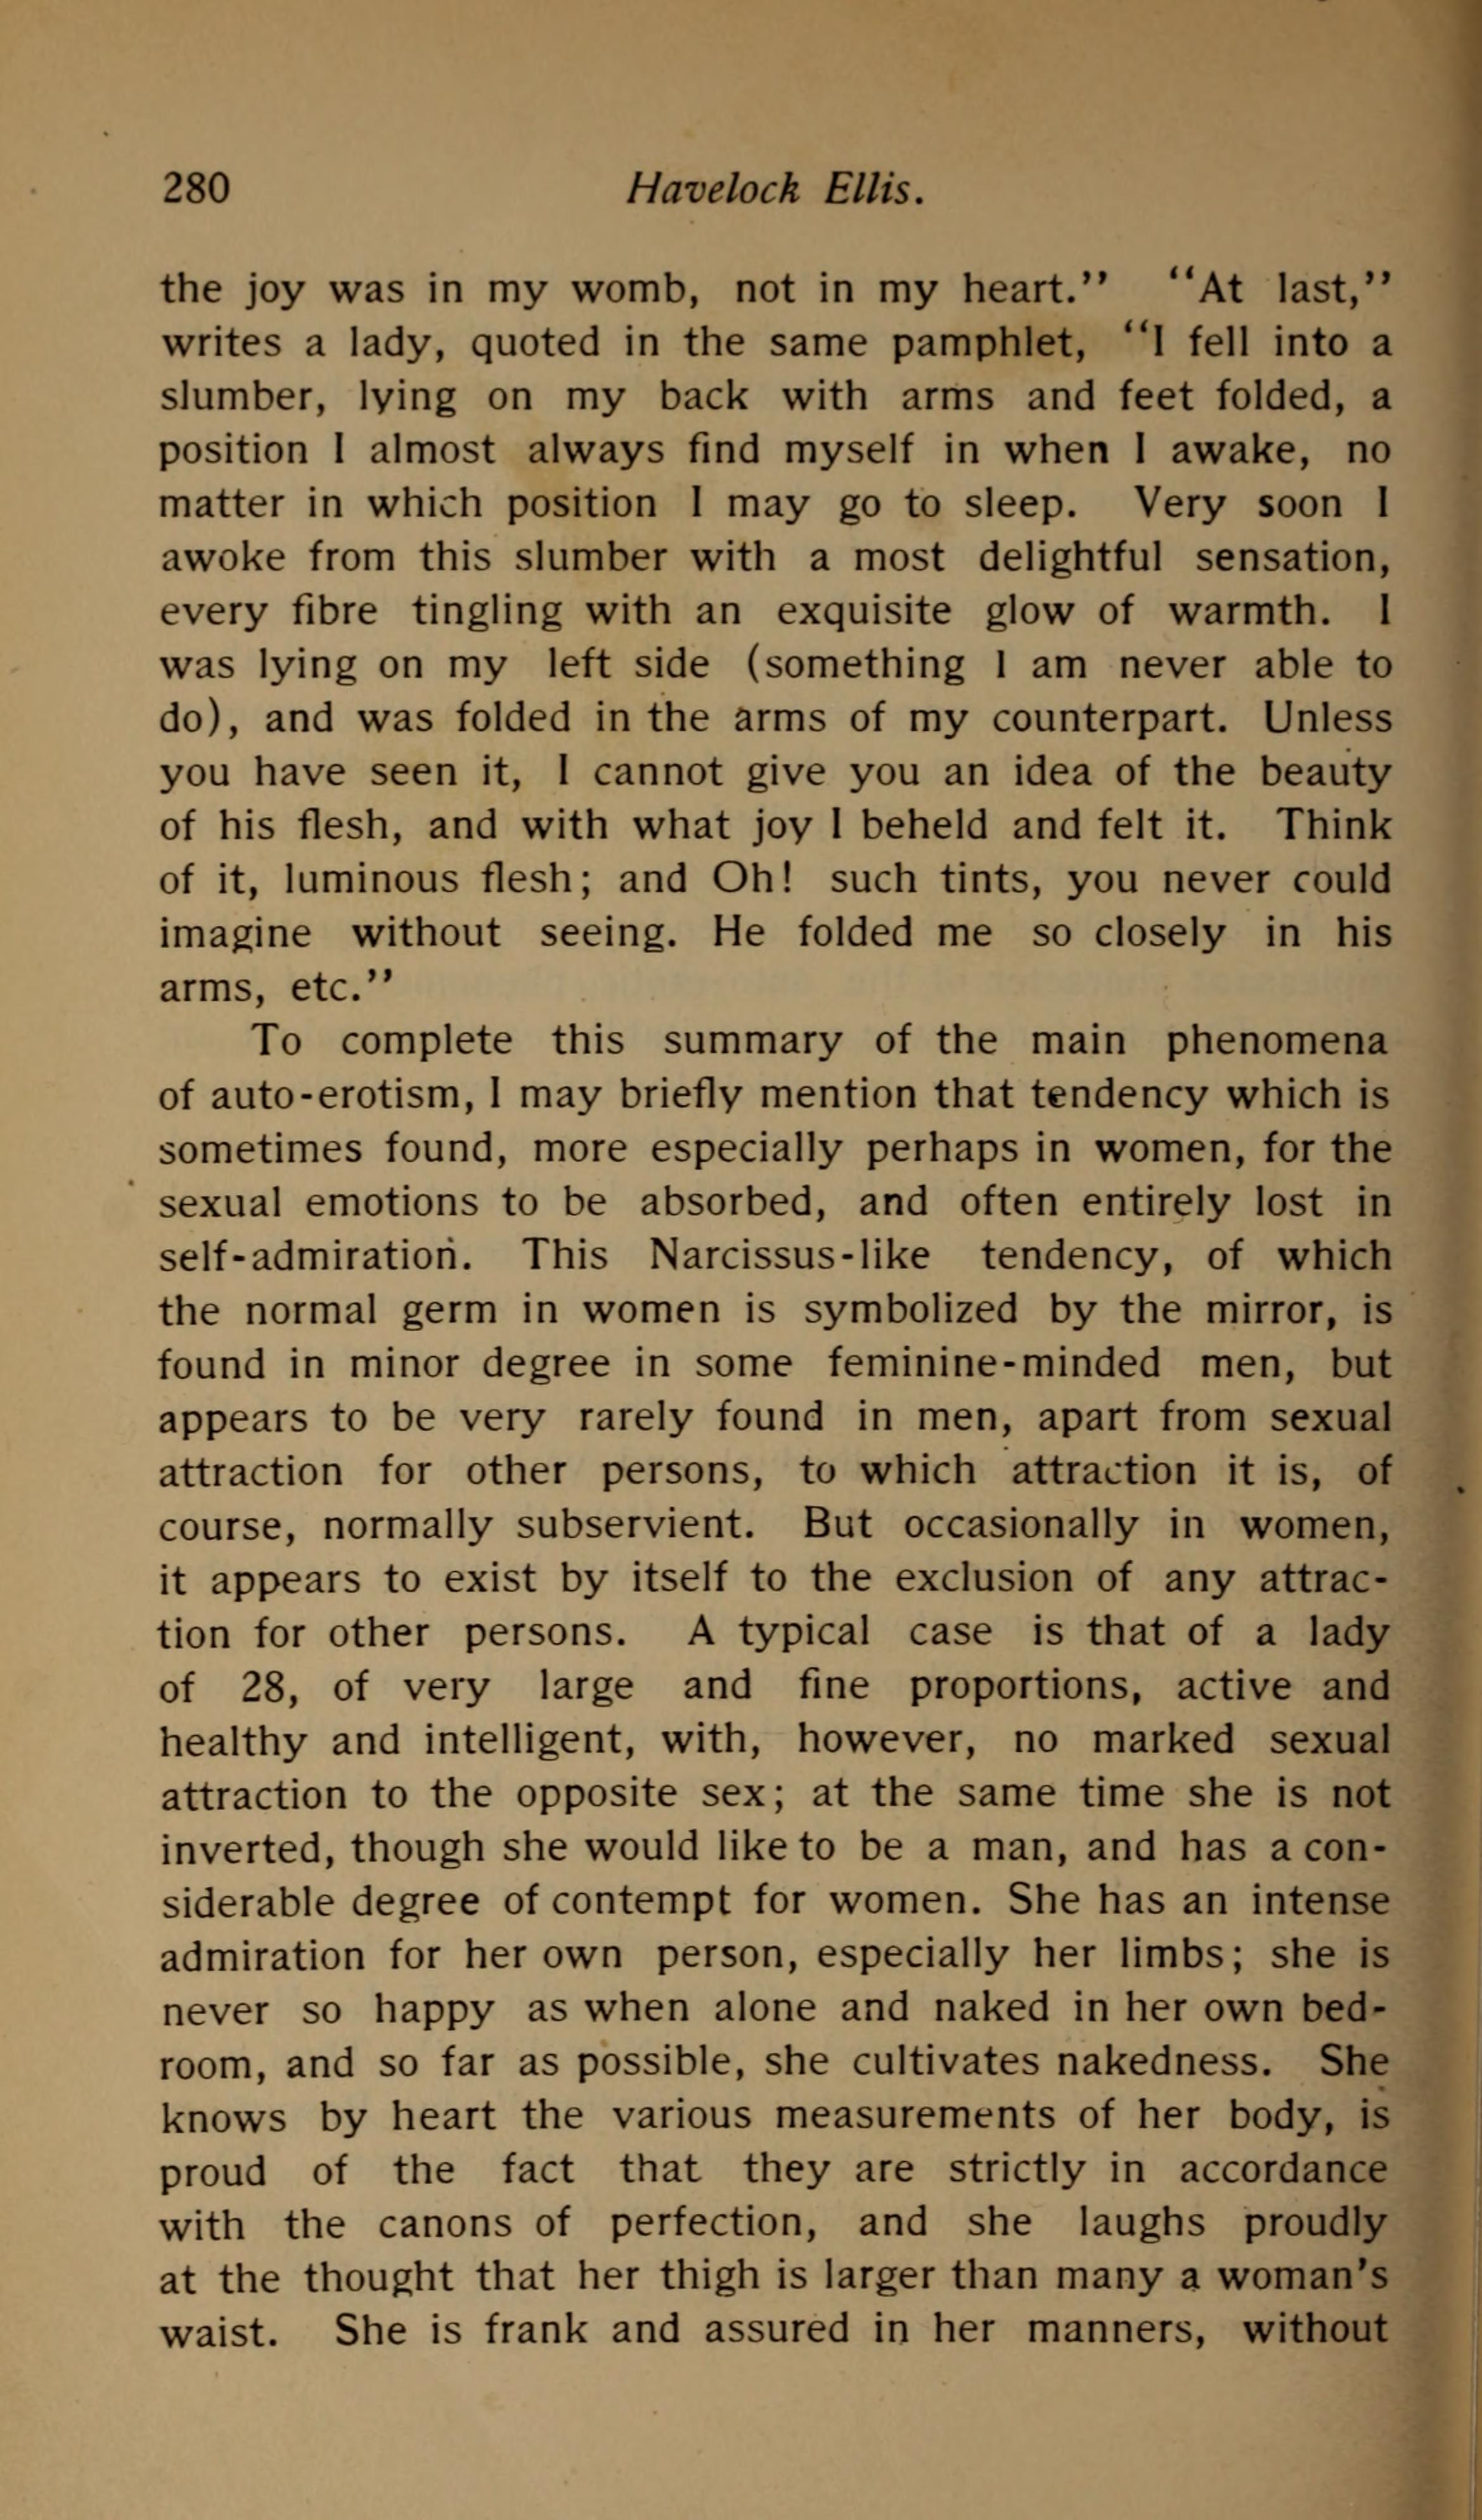 280 Havelock Ellis.
the joy was in my womb, not in my heart." "At last,"
writes a lady, quoted in the same pamphlet, "I fell into a
slumber, lying on my back with arms and feet folded, a
position I almost always find myself in when I awake, no
matter in which position I may go to sleep. Very soon I
awoke from this slumber with a most delightful sensation,
every fibre tingling with an exquisite glow of warmth. I
was lying on my left side (something I am never able to
do), and was folded in the arms of my counterpart. Unless
you have seen it, I cannot give you an idea of the beauty
of his flesh, and with what joy I beheld and felt it. Think
of it, luminous flesh; and Oh! such tints, you never could
imagine without seeing. He folded me so closely in his
arms, etc."
To complete this summary of the main phenomena
of auto-erotism, I may briefly mention that tendency which is
sometimes found, more especially perhaps in women, for the
sexual emotions to be absorbed, and often entirely lost in
self-admiration. This Narcissus-like tendency, of which
the normal germ in women is symbolized by the mirror, is
found in minor degree in some feminine-minded men, but
appears to be very rarely found in men, apart from sexual
attraction for other persons, to which attraction it is, of
course, normally subservient. But occasionally in women,
it appears to exist by itself to the exclusion of any attrac-
tion for other persons. A typical case is that of a lady
of 28, of very large and fine proportions, active and
healthy and intelligent, with, however, no marked sexual
attraction to the opposite sex; at the same time she is not
inverted, though she would like to be a man, and has a con-
siderable degree of contempt for women. She has an intense
admiration for her own person, especially her limbs; she is
never so happy as when alone and naked in her own bed-
room, and so far as possible, she cultivates nakedness. She
knows by heart the various measurements of her body, is
proud of the fact that they are strictly in accordance
with the canons of perfection, and she laughs proudly
at the thought that her thigh is larger than many a woman's
waist. She is frank and assured in her manners, without